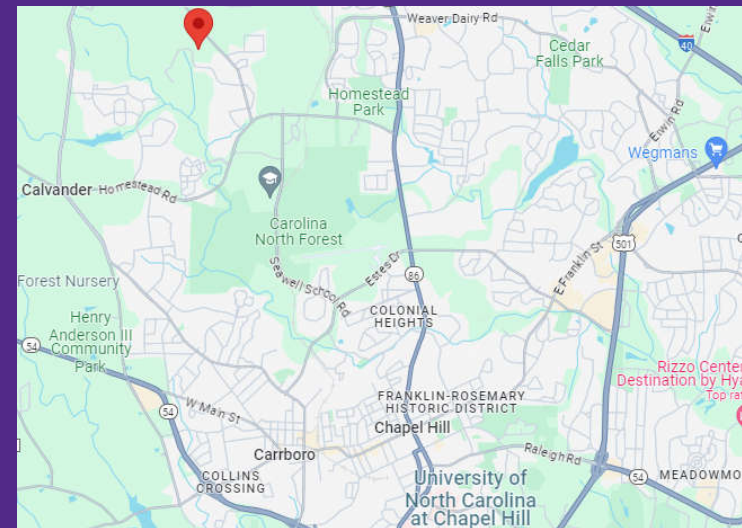 Weaver Dairy Rd
40
Erwin Rd
Cedar
Falls Park
Homestead
Park
Erwin Rd
Wegmans
Calvander
Homestead Rd
Carolina
North Forest
501
E Franklin St
Estes Dr
86
Forest Nursery
Seawell School Rd
COLONIAL
HEIGHTS
Henry
Anderson III
Community
Park
54
Rizzo Center
Destination by Hya
Top rat
FRANKLIN-ROSEMARY
HISTORIC DISTRICT
54
W Main St
Chapel Hill
Carrboro
Raleigh Rd
COLLINS
CROSSING
University of
North Carolina
at Chapel Hill
54
MEADOWMO